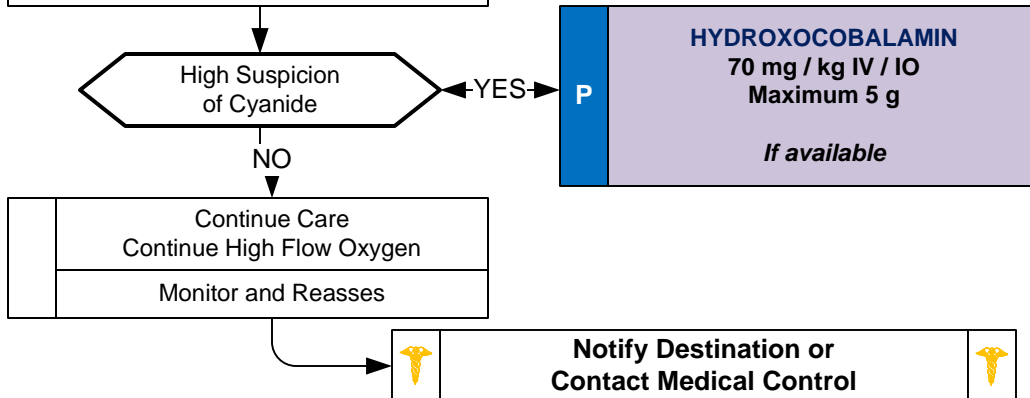 High Suspicion
of Cyanide
YES
P
HYDROXOCOBALAMIN
70 mg / kg IV / IO
Maximum 5 g
If available
NO
Continue Care
Continue High Flow Oxygen
Monitor and Reasses
Notify Destination or
Contact Medical Control